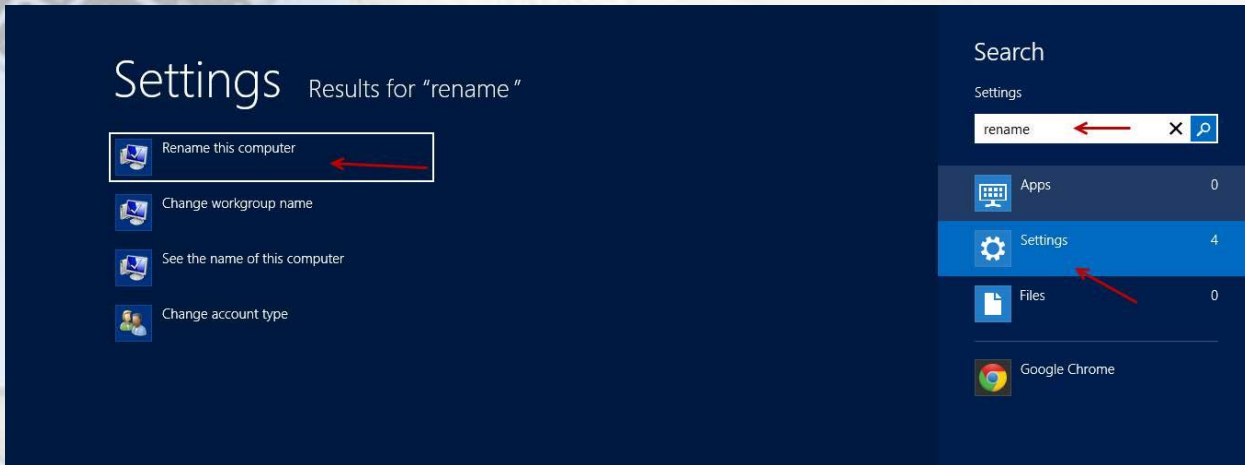 Settings Results for "rename"
Rename this computer
Change workgroup name
See the name of this computer
Change account type
Search
Settings
rename
Apps 0
Settings 4
Files 0
Google Chrome